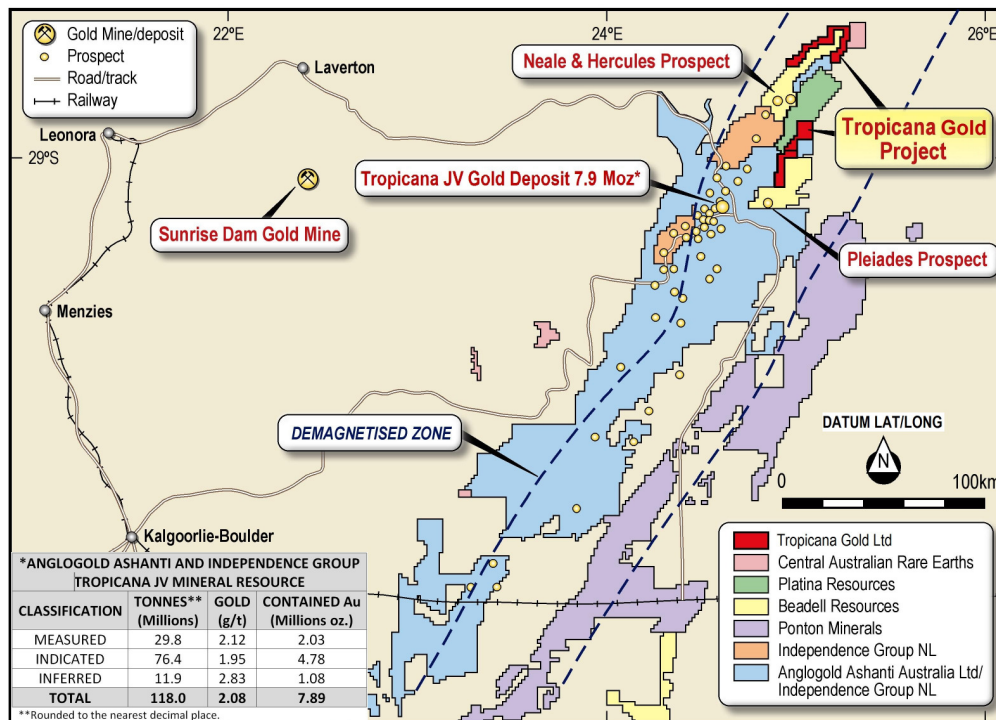 22ºE
24ºE
26ºE
Gold Mine/deposit
Prospect
Road/track
Railway
Laverton
Leonora
29ºS
Neale & Hercules Prospect
Tropicana Gold
Project
Tropicana JV Gold Deposit 7.9 Moz*
Sunrise Dam Gold Mine
Pleiades Prospect
Menzies
DEMAGNETISED ZONE
DATUM LAT/LONG
N
0
100km
Kalgoorlie-Boulder
*ANGLOGOLD ASHANTI AND INDEPENDENCE GROUP
TROPICANA JV MINERAL RESOURCE
CLASSIFICATION TONNES** (Millions) GOLD (g/t) CONTAINED Au (Millions oz.)
MEASURED 29.8 2.12 2.03
INDICATED 76.4 1.95 4.78
INFERRED 11.9 2.83 1.08
TOTAL 118.0 2.08 7.89
**Rounded to the nearest decimal place.
Tropicana Gold Ltd
Central Australian Rare Earths
Platina Resources
Beadell Resources
Ponton Minerals
Independence Group NL
Anglogold Ashanti Australia Ltd/
Independence Group NL